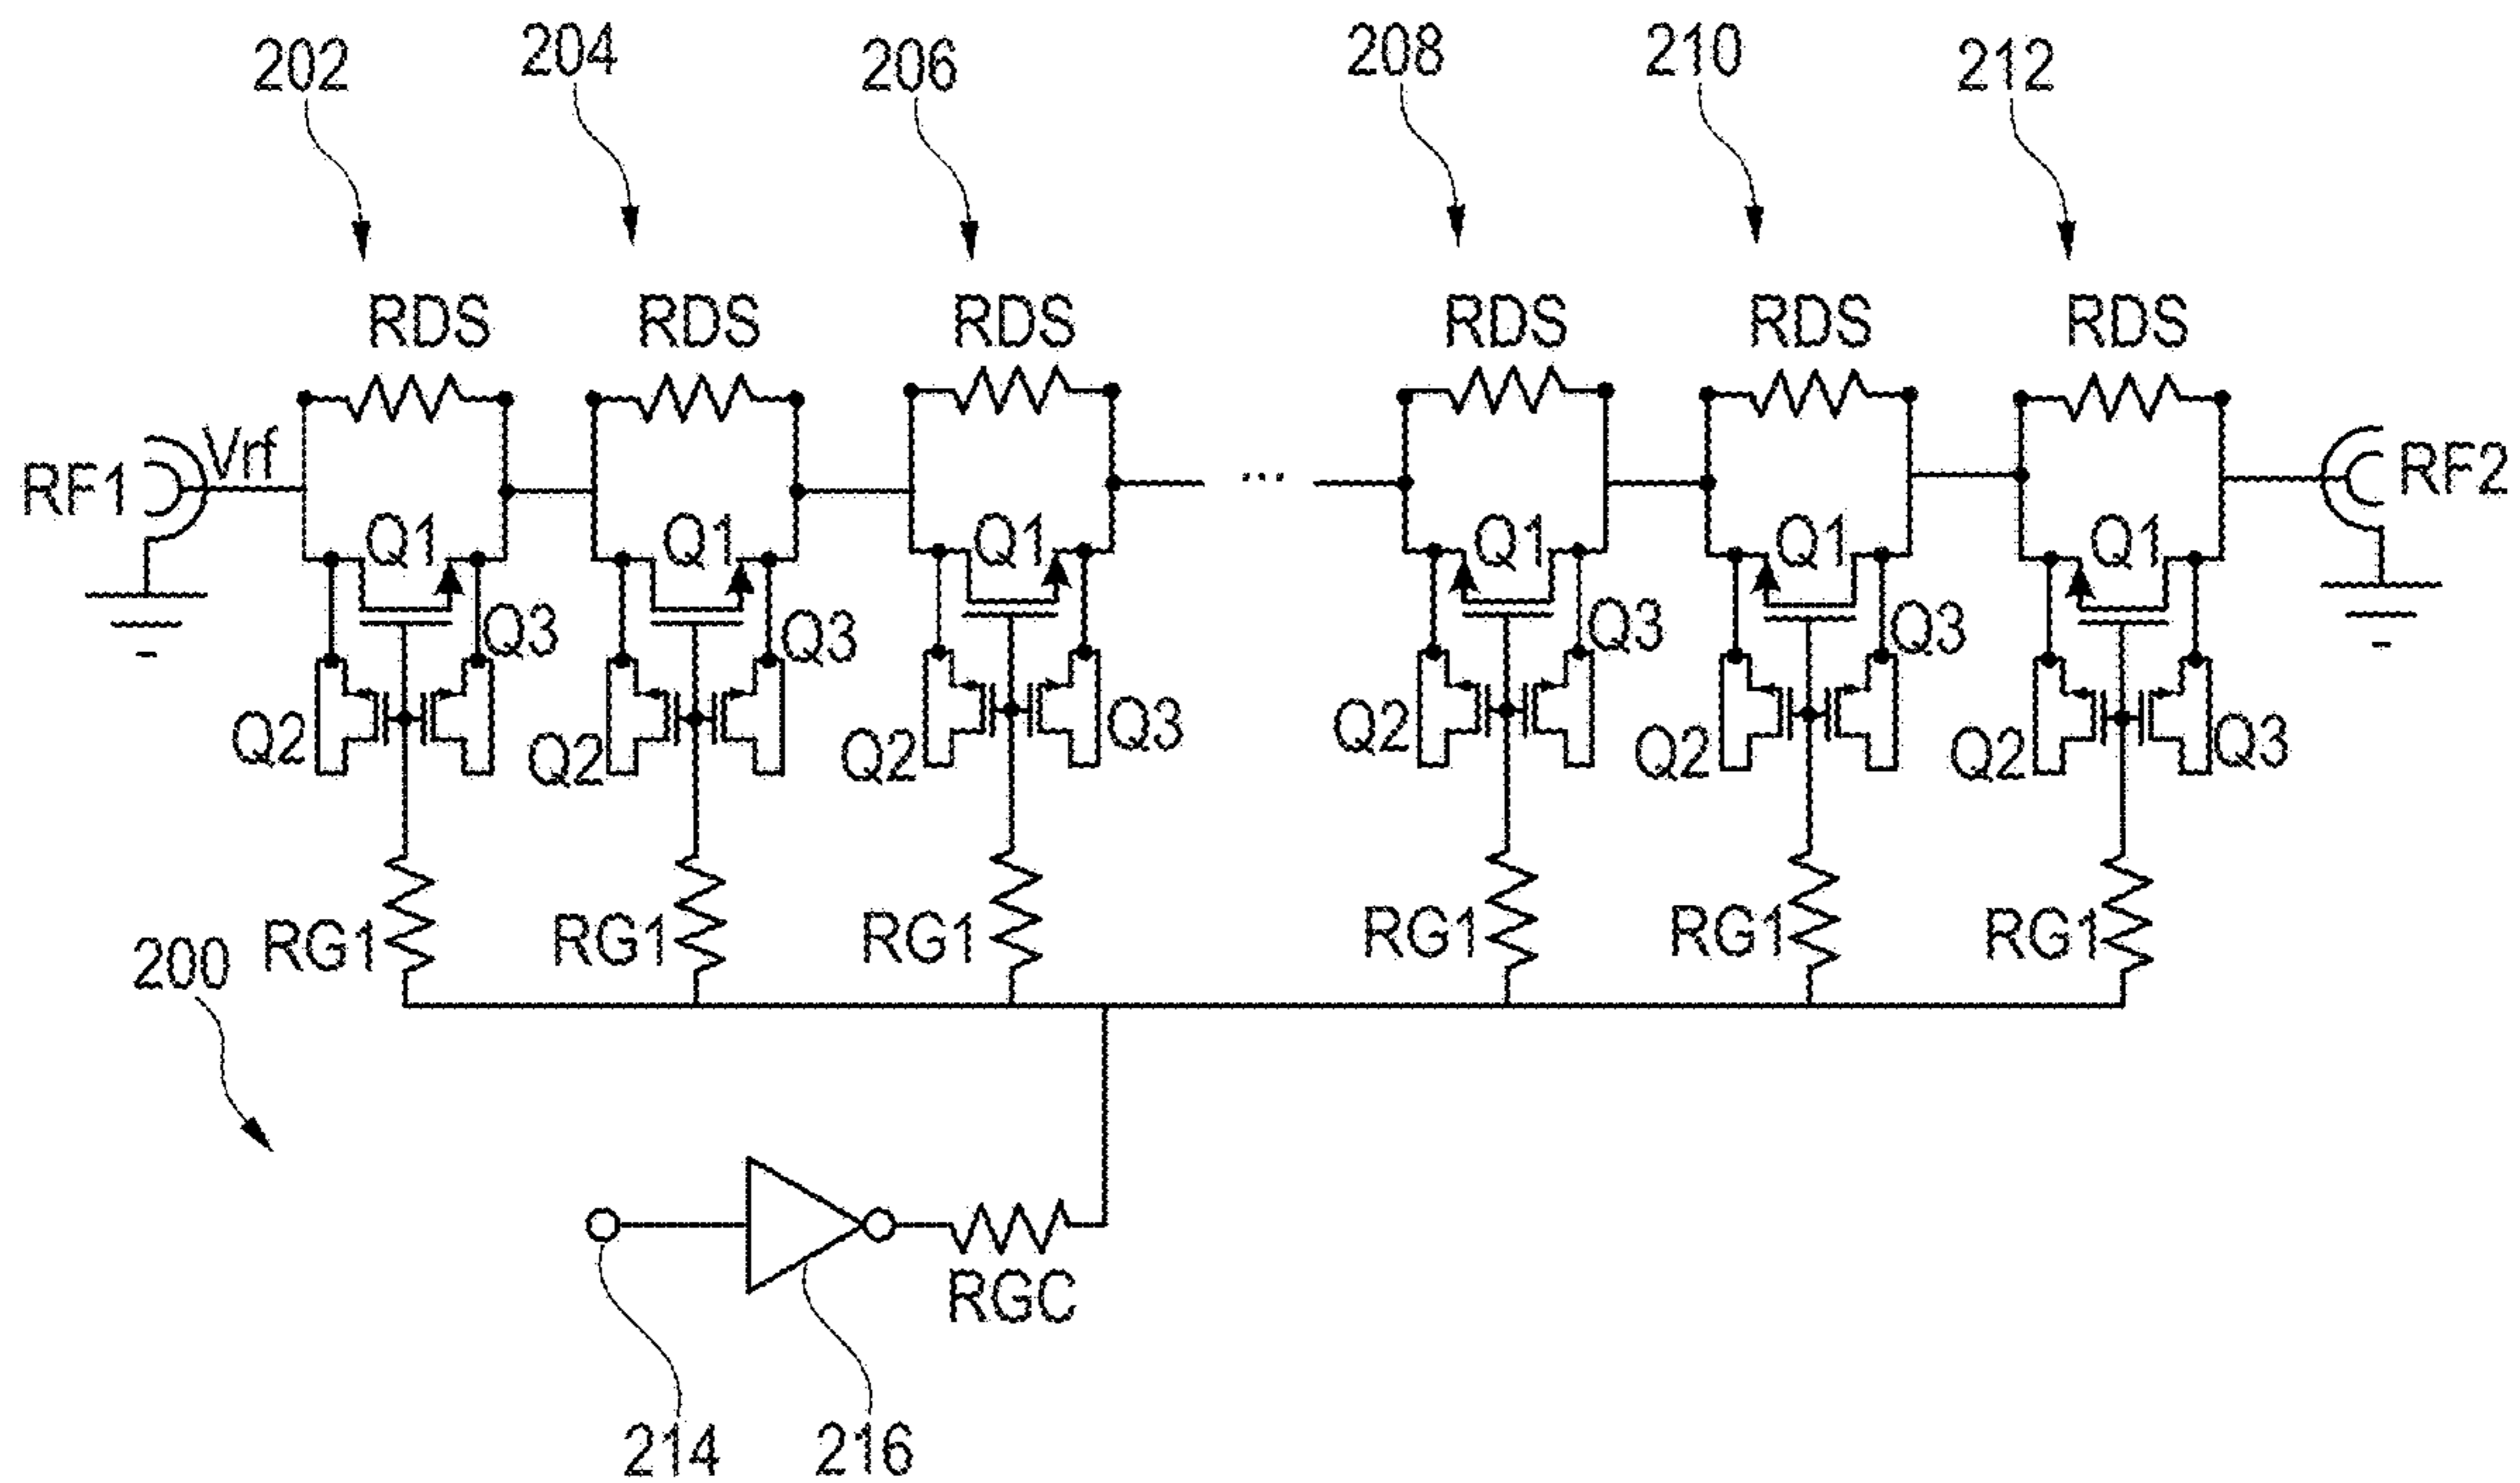 202 204 206 208 210 212
RDS RDS RDS RDS RDS RDS
RF1 Vrf ... RF2
Q1 Q1 Q1 Q1 Q1 Q1
Q3 Q3 Q3 Q3
Q2 Q2 Q2 Q3 Q2 Q2 Q2 Q3
RG1 RG1 RG1 RG1 RG1 RG1
200
RGC
214 216